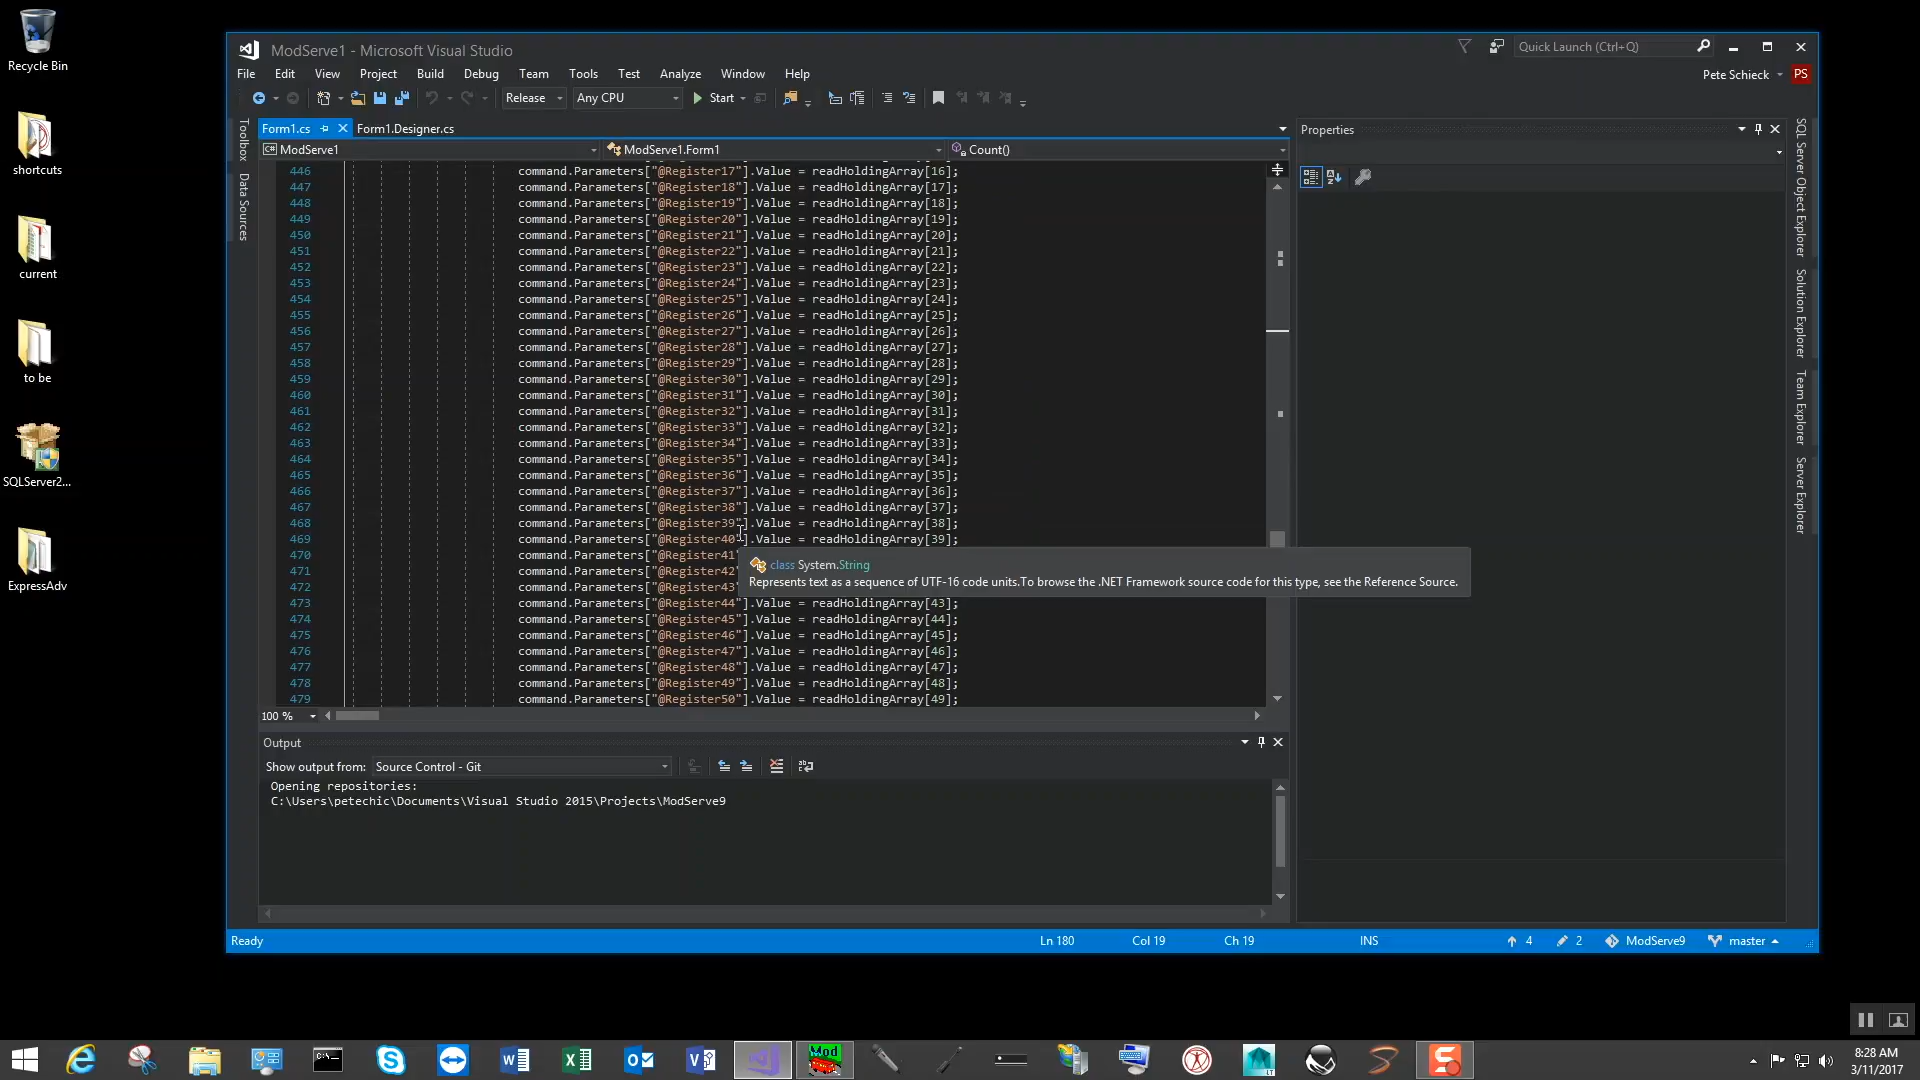 Recycle Bin
shortcuts
current
to be
SQLServer2...
ExpressAdv
ModServe1 - Microsoft Visual Studio
Quick Launch (Ctrl+Q)
File Edit View Project Build Debug Team Tools Test Analyze Window Help
Pete Schieck PS
Release Any CPU Start
Toolbox
Data Sources
Form1.cs Form1.Designer.cs
C# ModServe1 ModServe1.Form1 Count()
446 command.Parameters["@Register17"].Value = readHoldingArray[16];
447 command.Parameters["@Register18"].Value = readHoldingArray[17];
448 command.Parameters["@Register19"].Value = readHoldingArray[18];
449 command.Parameters["@Register20"].Value = readHoldingArray[19];
450 command.Parameters["@Register21"].Value = readHoldingArray[20];
451 command.Parameters["@Register22"].Value = readHoldingArray[21];
452 command.Parameters["@Register23"].Value = readHoldingArray[22];
453 command.Parameters["@Register24"].Value = readHoldingArray[23];
454 command.Parameters["@Register25"].Value = readHoldingArray[24];
455 command.Parameters["@Register26"].Value = readHoldingArray[25];
456 command.Parameters["@Register27"].Value = readHoldingArray[26];
457 command.Parameters["@Register28"].Value = readHoldingArray[27];
458 command.Parameters["@Register29"].Value = readHoldingArray[28];
459 command.Parameters["@Register30"].Value = readHoldingArray[29];
460 command.Parameters["@Register31"].Value = readHoldingArray[30];
461 command.Parameters["@Register32"].Value = readHoldingArray[31];
462 command.Parameters["@Register33"].Value = readHoldingArray[32];
463 command.Parameters["@Register34"].Value = readHoldingArray[33];
464 command.Parameters["@Register35"].Value = readHoldingArray[34];
465 command.Parameters["@Register36"].Value = readHoldingArray[35];
466 command.Parameters["@Register37"].Value = readHoldingArray[36];
467 command.Parameters["@Register38"].Value = readHoldingArray[37];
468 command.Parameters["@Register39"].Value = readHoldingArray[38];
469 command.Parameters["@Register40"].Value = readHoldingArray[39];
470 command.Parameters["@Register41"
471 command.Parameters["@Register42"
472 command.Parameters["@Register43"
473 command.Parameters["@Register44"].Value = readHoldingArray[43];
474 command.Parameters["@Register45"].Value = readHoldingArray[44];
475 command.Parameters["@Register46"].Value = readHoldingArray[45];
476 command.Parameters["@Register47"].Value = readHoldingArray[46];
477 command.Parameters["@Register48"].Value = readHoldingArray[47];
478 command.Parameters["@Register49"].Value = readHoldingArray[48];
479 command.Parameters["@Register50"].Value = readHoldingArray[49];
class System.String
Represents text as a sequence of UTF-16 code units.To browse the .NET Framework source code for this type, see the Reference Source.
100 %
Output
Show output from: Source Control - Git
Opening repositories:
C:\Users\petechic\Documents\Visual Studio 2015\Projects\ModServe9
Properties
SQL Server Object Explorer
Solution Explorer
Team Explorer
Server Explorer
Ready Ln 180 Col 19 Ch 19 INS 4 2 ModServe9 master
Mod
LT
8:28 AM
3/11/2017